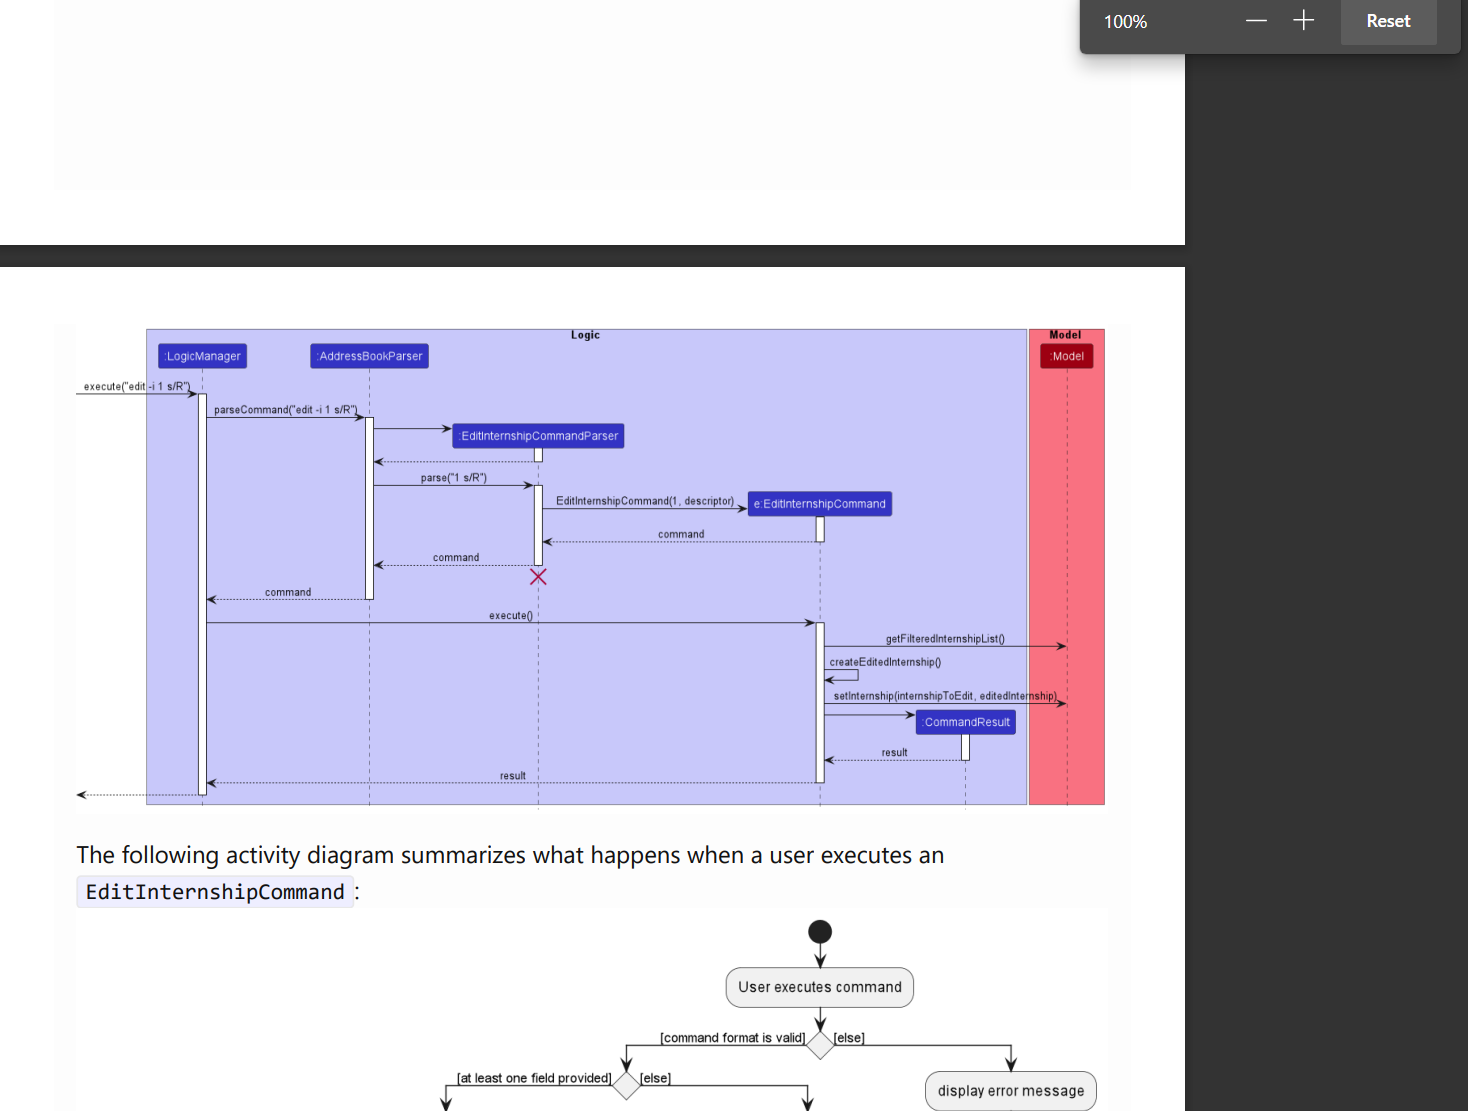 100%
Reset
Logic
Model
:LogicManager
:AddressBookParser
:Model
execute("edit -i 1 s/R")
parseCommand("edit -i 1 s/R")
:EditInternshipCommandParser
parse("1 s/R")
EditInternshipCommand(1, descriptor)
e:EditInternshipCommand
command
command
command
execute()
getFilteredInternshipList()
createEditedInternship()
setInternship(internshipToEdit, editedInternship)
:CommandResult
result
result
The following activity diagram summarizes what happens when a user executes an
EditInternshipCommand :
User executes command
[command format is valid]
[else]
[at least one field provided]
[else]
display error message